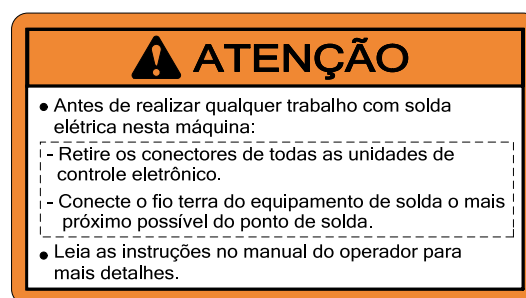 ATENÇÃO
• Antes de realizar qualquer trabalho com solda
elétrica nesta máquina:
- Retire os conectores de todas as unidades de
controle eletrônico.
- Conecte o fio terra do equipamento de solda o mais
próximo possível do ponto de solda.
• Leia as instruções no manual do operador para
mais detalhes.